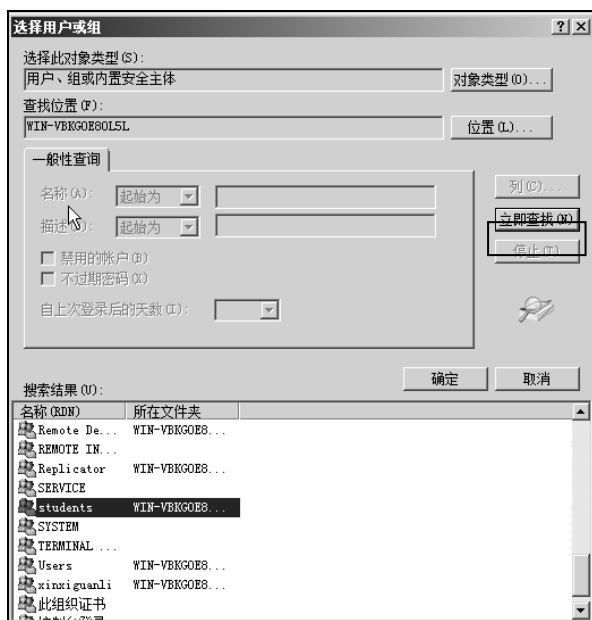 选择用户或组
选择此对象类型(S):
用户、组或内置安全主体
对象类型(O)...
查找位置(F):
WIN-VBKGOE8OL5L
位置(L)...
一般性查询
列(C)...
名称(A): 起始为
立即查找(N)
描述 : 起始为
停止(T)
禁用的帐户(B)
不过期密码(X)
自上次登录后的天数(I):
确定 取消
搜索结果(U):
名称(RDN) 所在文件夹
Remote De... WIN-VBKGOE8...
REMOTE IN...
Replicator WIN-VBKGOE8...
SERVICE
students WIN-VBKGOE8...
SYSTEM
TERMINAL ...
Users WIN-VBKGOE8...
xinxiguanli WIN-VBKGOE8...
此组织证书